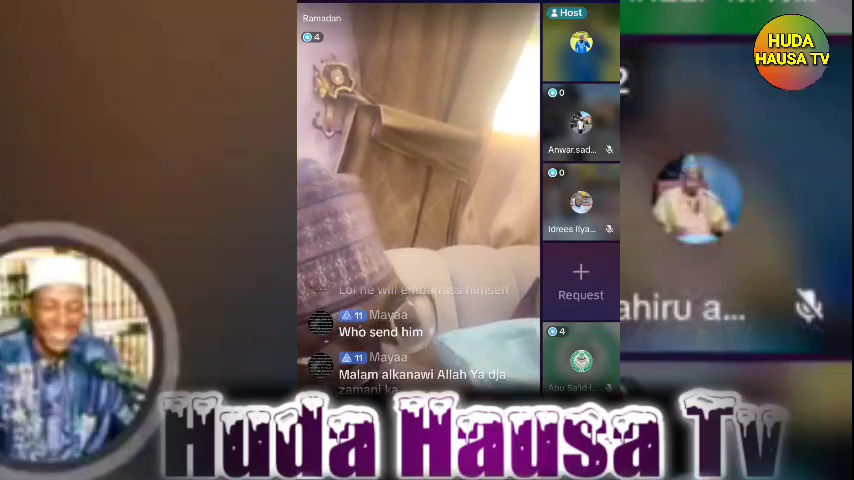 Ramadan
4
Lol he will embarrass himself
11 Mayaa
Who send him
11 Mayaa
Malam alkanawi Allah Ya dja
zamani ka
Host
0
Anwar.sad...
0
Idrees Ilya...
+
Request
4
Abu Sa'id I...
2
ahiru a...
HUDA
HAUSA TV
Huda Hausa Tv